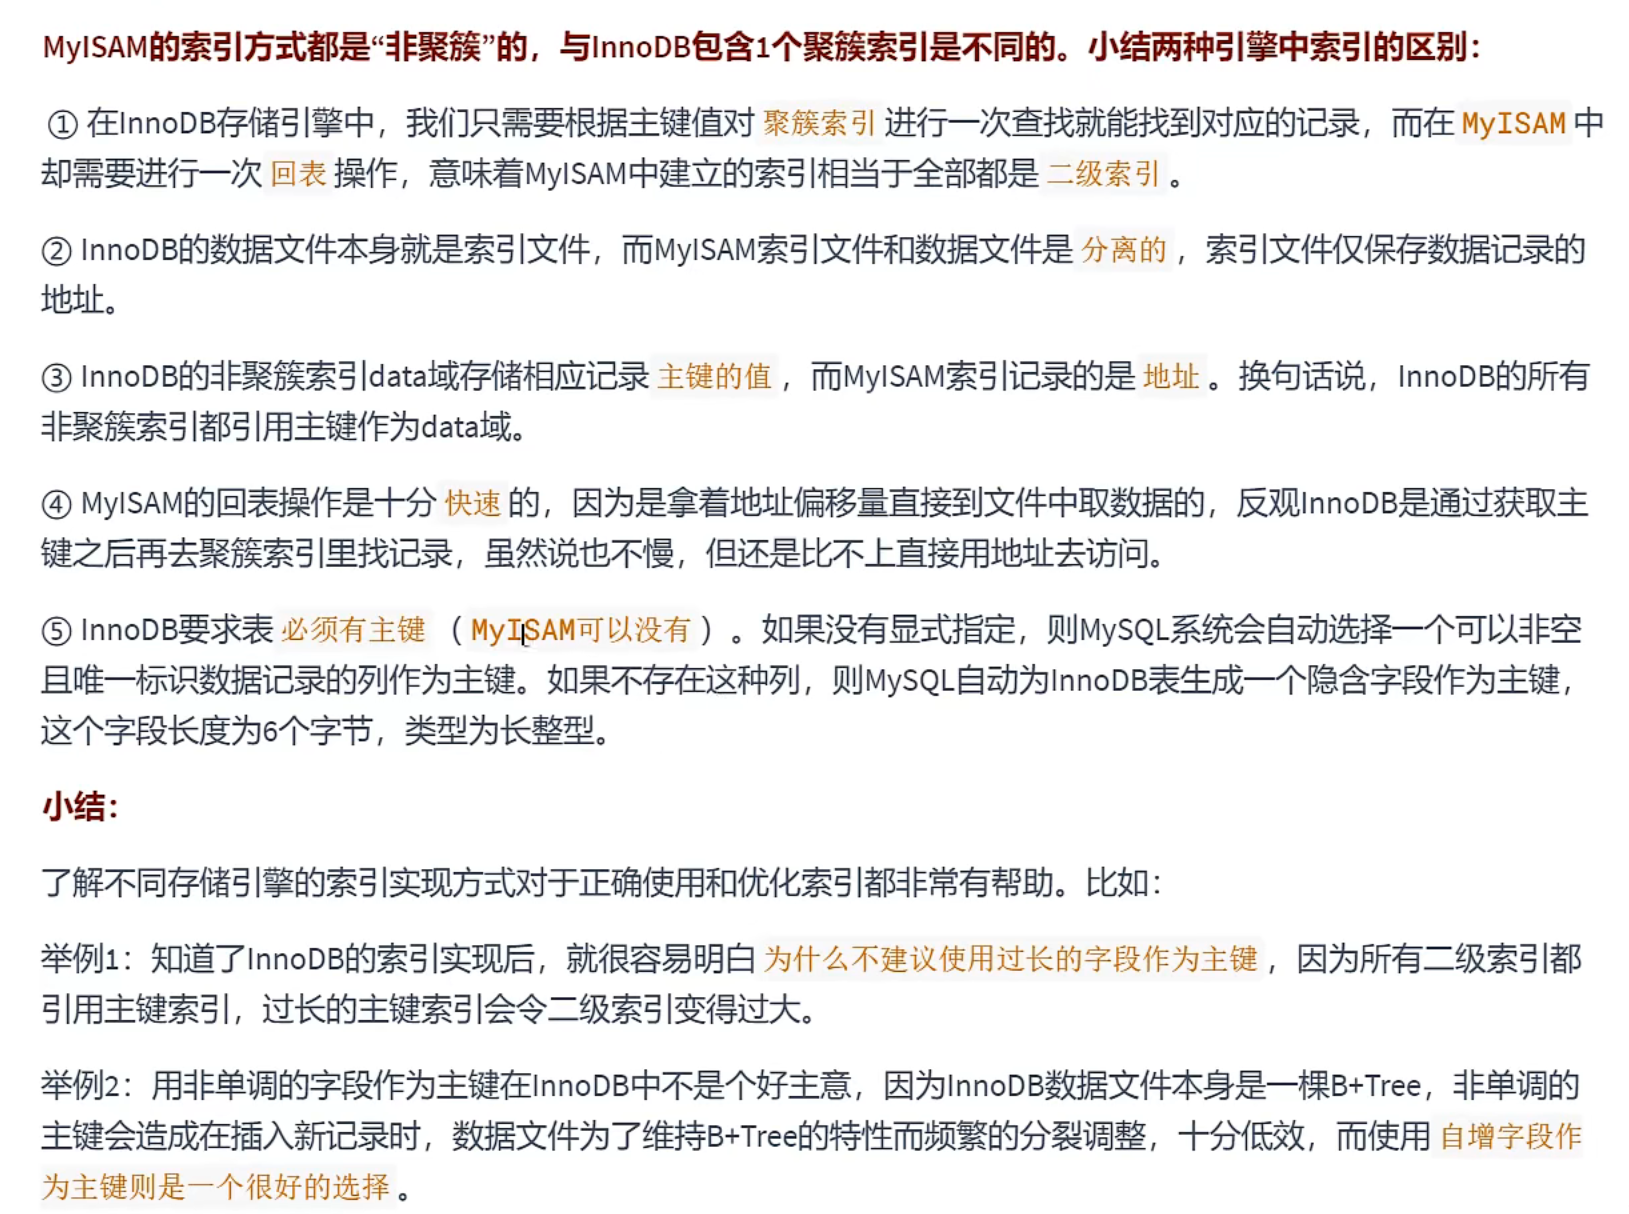 MyISAM的索引方式都是“非聚簇”的，与InnoDB包含1个聚簇索引是不同的。小结两种引擎中索引的区别：
① 在InnoDB存储引擎中，我们只需要根据主键值对 聚簇索引 进行一次查找就能找到对应的记录，而在 MyISAM 中
却需要进行一次 回表 操作，意味着MyISAM中建立的索引相当于全部都是 二级索引 。
② InnoDB的数据文件本身就是索引文件，而MyISAM索引文件和数据文件是 分离的 ，索引文件仅保存数据记录的
地址。
③ InnoDB的非聚簇索引data域存储相应记录 主键的值 ，而MyISAM索引记录的是 地址 。换句话说，InnoDB的所有
非聚簇索引都引用主键作为data域。
④ MyISAM的回表操作是十分 快速 的，因为是拿着地址偏移量直接到文件中取数据的，反观InnoDB是通过获取主
键之后再去聚簇索引里找记录，虽然说也不慢，但还是比不上直接用地址去访问。
⑤ InnoDB要求表 必须有主键 （ MyISAM可以没有 ）。如果没有显式指定，则MySQL系统会自动选择一个可以非空
且唯一标识数据记录的列作为主键。如果不存在这种列，则MySQL自动为InnoDB表生成一个隐含字段作为主键，
这个字段长度为6个字节，类型为长整型。
小结：
了解不同存储引擎的索引实现方式对于正确使用和优化索引都非常有帮助。比如：
举例1：知道了InnoDB的索引实现后，就很容易明白 为什么不建议使用过长的字段作为主键 ，因为所有二级索引都
引用主键索引，过长的主键索引会令二级索引变得过大。
举例2：用非单调的字段作为主键在InnoDB中不是个好主意，因为InnoDB数据文件本身是一棵B+Tree，非单调的
主键会造成在插入新记录时，数据文件为了维持B+Tree的特性而频繁的分裂调整，十分低效，而使用 自增字段作
为主键则是一个很好的选择 。